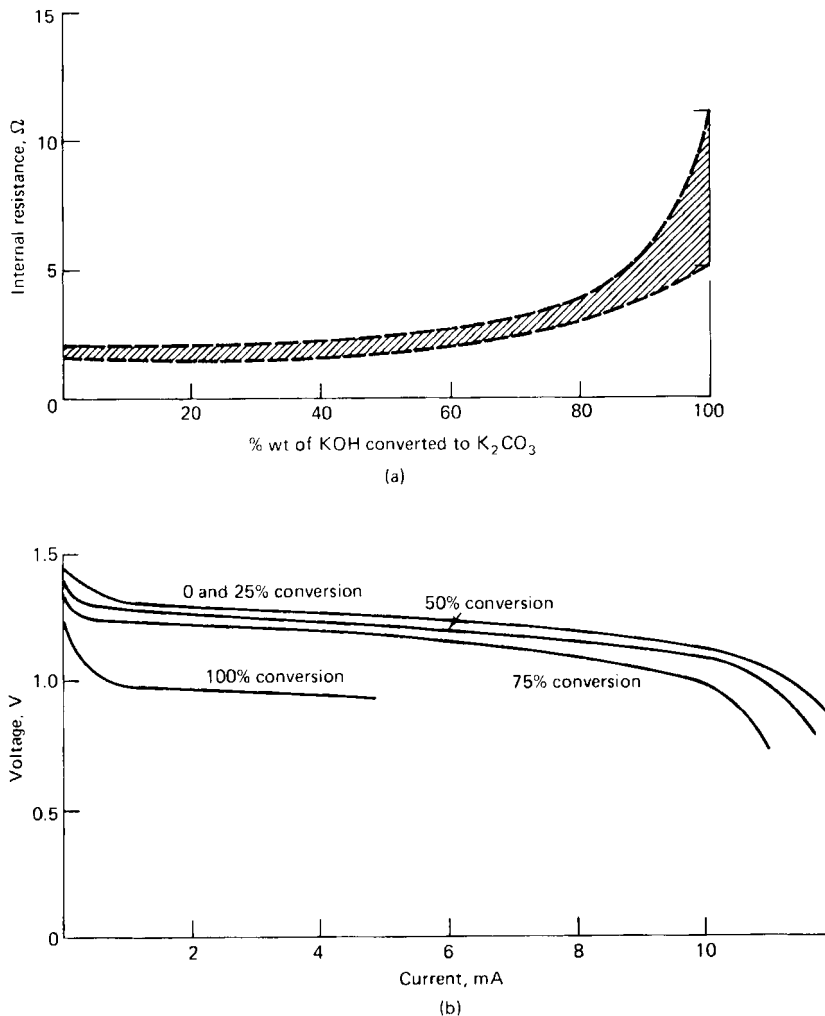 15
10
5
0
Internal resistance, Ω
20
40
60
80
100
% wt of KOH converted to K₂CO₃
(a)
1.5
1.0
0.5
0
Voltage, V
0 and 25% conversion
50% conversion
100% conversion
75% conversion
2
4
6
8
10
Current, mA
(b)